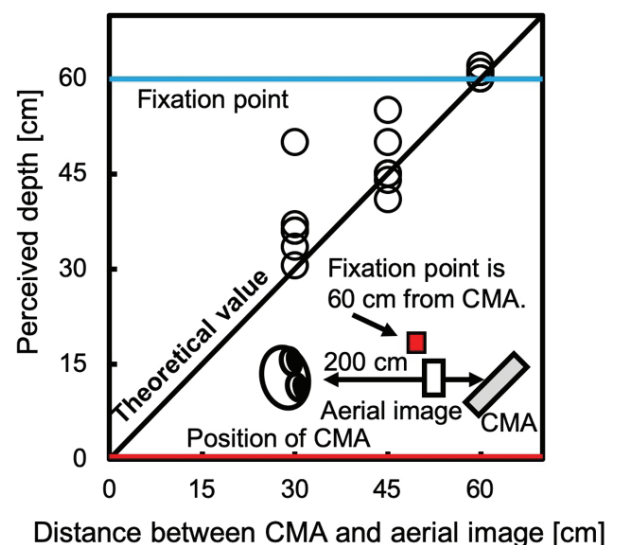 60
Fixation point
45
30
Fixation point is
60 cm from CMA.
15
200 cm
Aerial image
CMA
Theoretical value
Position of CMA
0
0 15 30 45 60
Perceived depth [cm]
Distance between CMA and aerial image [cm]